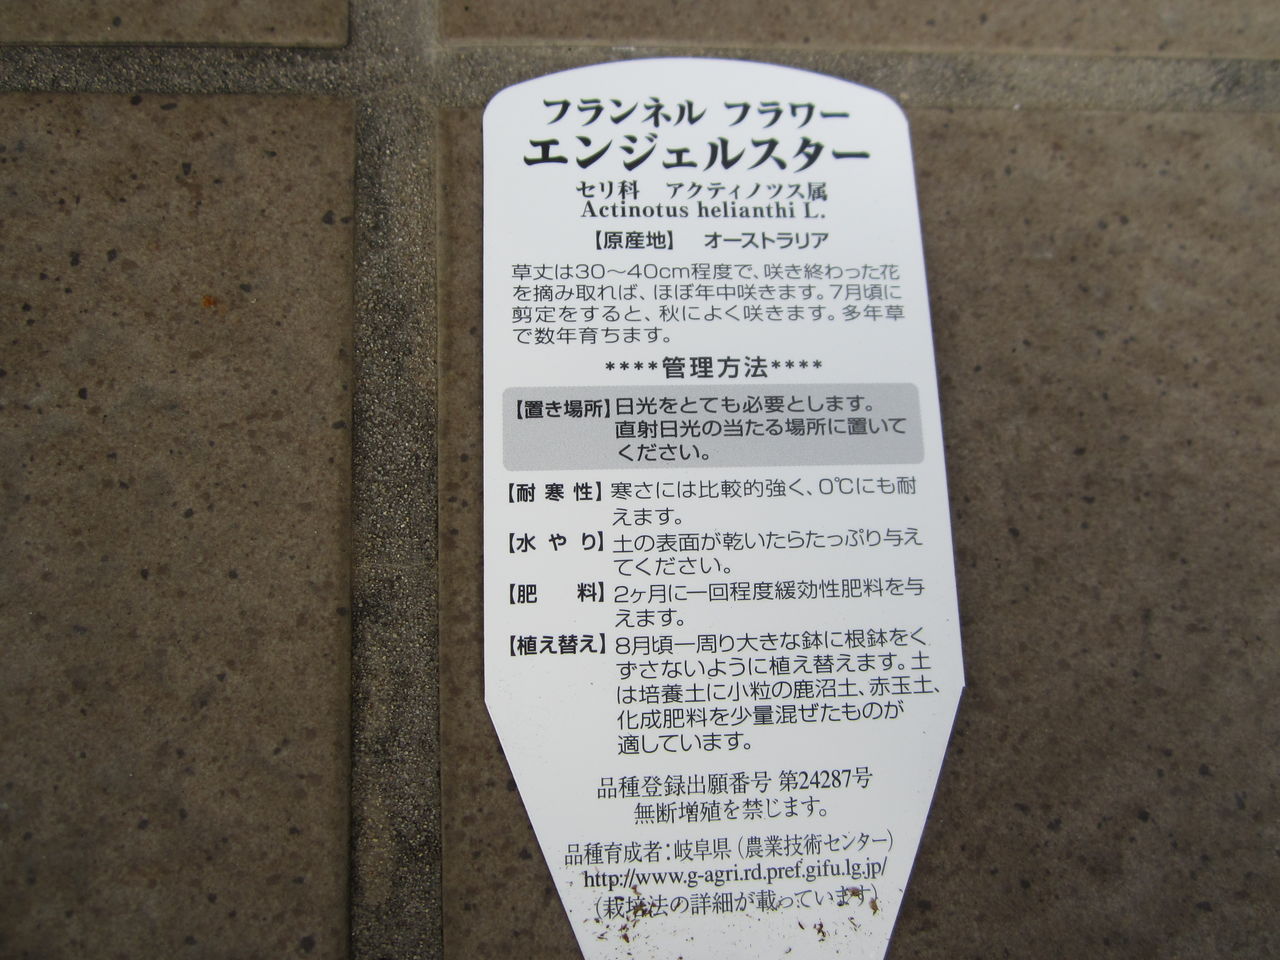 フランネル フラワー
エンジェルスター
セリ科　アクティノツス属
Actinotus helianthi L.
【原産地】　オーストラリア
草丈は30〜40cm程度で、咲き終わった花
を摘み取れば、ほぼ年中咲きます。7月頃に
剪定をすると、秋によく咲きます。多年草
で数年育ちます。
****管理方法****
【置き場所】日光をとても必要とします。
直射日光の当たる場所に置いて
ください。
【耐寒性】寒さには比較的強く、0℃にも耐
えます。
【水やり】土の表面が乾いたらたっぷり与え
てください。
【肥　料】2ヶ月に一回程度緩効性肥料を与
えます。
【植え替え】8月頃一周り大きな鉢に根鉢をく
ずさないように植え替えます。土
は培養土に小粒の鹿沼土、赤玉土、
化成肥料を少量混ぜたものが
適しています。
品種登録出願番号 第24287号
無断増殖を禁じます。
品種育成者：岐阜県（農業技術センター）
http://www.g-agri.rd.pref.gifu.lg.jp/
（栽培法の詳細が載っています）